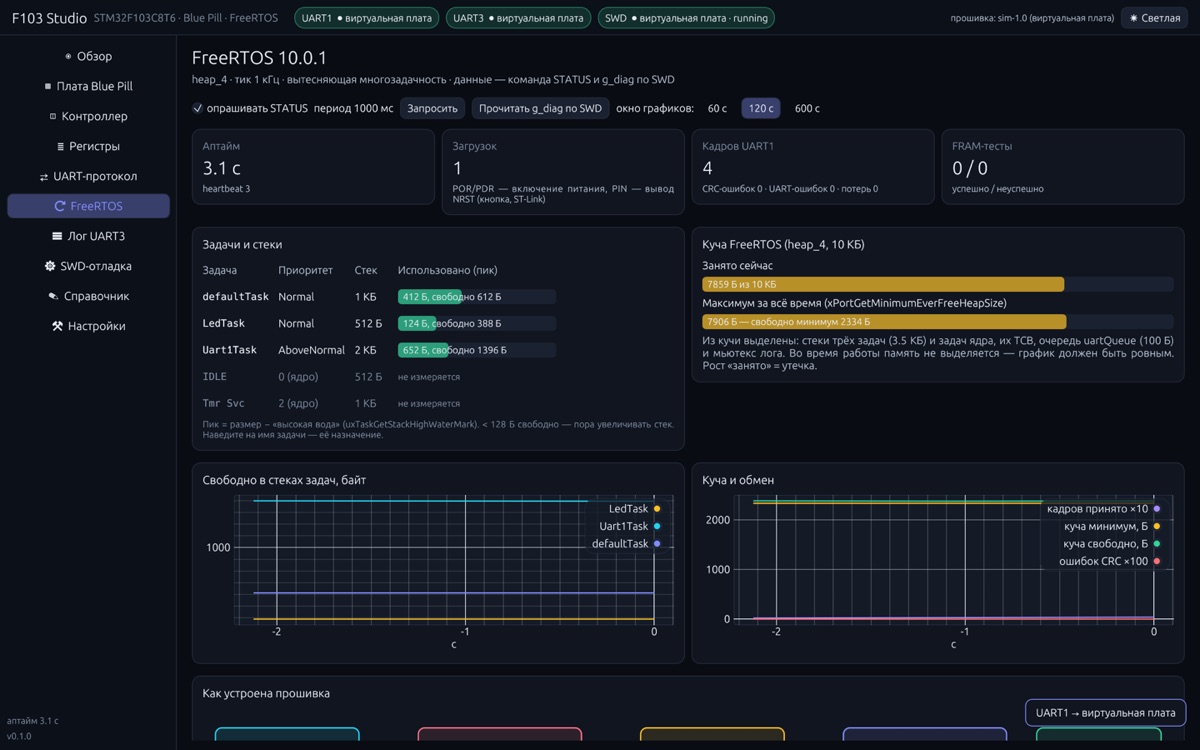 F103 Studio STM32F103C8T6 · Blue Pill · FreeRTOS UART1 ● виртуальная плата UART3 ● виртуальная плата SWD ● виртуальная плата · running прошивка: sim-1.0 (виртуальная плата) ☀ Светлая
Обзор
Плата Blue Pill
Контроллер
Регистры
UART-протокол
FreeRTOS
Лог UART3
SWD-отладка
Справочник
Настройки
аптайм 3.1 с
v0.1.0
FreeRTOS 10.0.1
heap_4 · тик 1 кГц · вытесняющая многозадачность · данные — команда STATUS и g_diag по SWD
✓ опрашивать STATUS период 1000 мс Запросить Прочитать g_diag по SWD окно графиков: 60 с 120 с 600 с
Аптайм
3.1 с
heartbeat 3
Загрузок
1
POR/PDR — включение питания, PIN — вывод
NRST (кнопка, ST-Link)
Кадров UART1
4
CRC-ошибок 0 · UART-ошибок 0 · потерь 0
FRAM-тесты
0 / 0
успешно / неуспешно
Задачи и стеки
Задача Приоритет Стек Использовано (пик)
defaultTask Normal 1 КБ 412 Б, свободно 612 Б
LedTask Normal 512 Б 124 Б, свободно 388 Б
Uart1Task AboveNormal 2 КБ 652 Б, свободно 1396 Б
IDLE 0 (ядро) 512 Б не измеряется
Tmr Svc 2 (ядро) 1 КБ не измеряется
Пик = размер − «высокая вода» (uxTaskGetStackHighWaterMark). < 128 Б свободно — пора увеличивать стек.
Наведите на имя задачи — её назначение.
Куча FreeRTOS (heap_4, 10 КБ)
Занято сейчас
7859 Б из 10 КБ
Максимум за всё время (xPortGetMinimumEverFreeHeapSize)
7906 Б — свободно минимум 2334 Б
Из кучи выделены: стеки трёх задач (3.5 КБ) и задач ядра, их TCB, очередь uartQueue (100 Б)
и мьютекс лога. Во время работы память не выделяется — график должен быть ровным.
Рост «занято» = утечка.
Свободно в стеках задач, байт
LedTask
Uart1Task
defaultTask
1000
-2 -1 0
с
Куча и обмен
кадров принято ×10
куча минимум, Б
куча свободно, Б
ошибок CRC ×100
2000
1000
0
-2 -1 0
с
Как устроена прошивка
UART1 → виртуальная плата